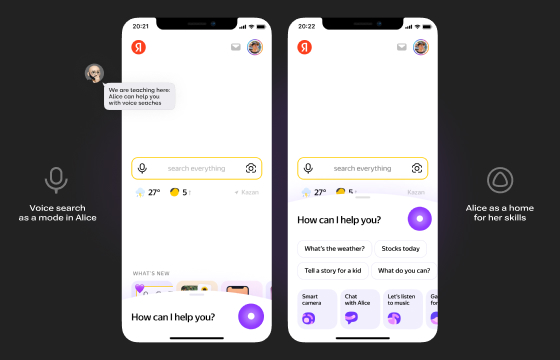 20:21
Я
We are teaching here:
Alice can help you
with voice seaches
search everything
27°
5
Kazan
WHAT'S NEW
How can I help you?
Voice search
as a mode in Alice
20:22
Я
search everything
27°
5
Kazan
How can I help you?
What's the weather?
Stocks today
Tell a story for a kid
What do you can?
Smart
camera
Chat
with Alice
Let's listen
to music
Alice as a home
for her skills